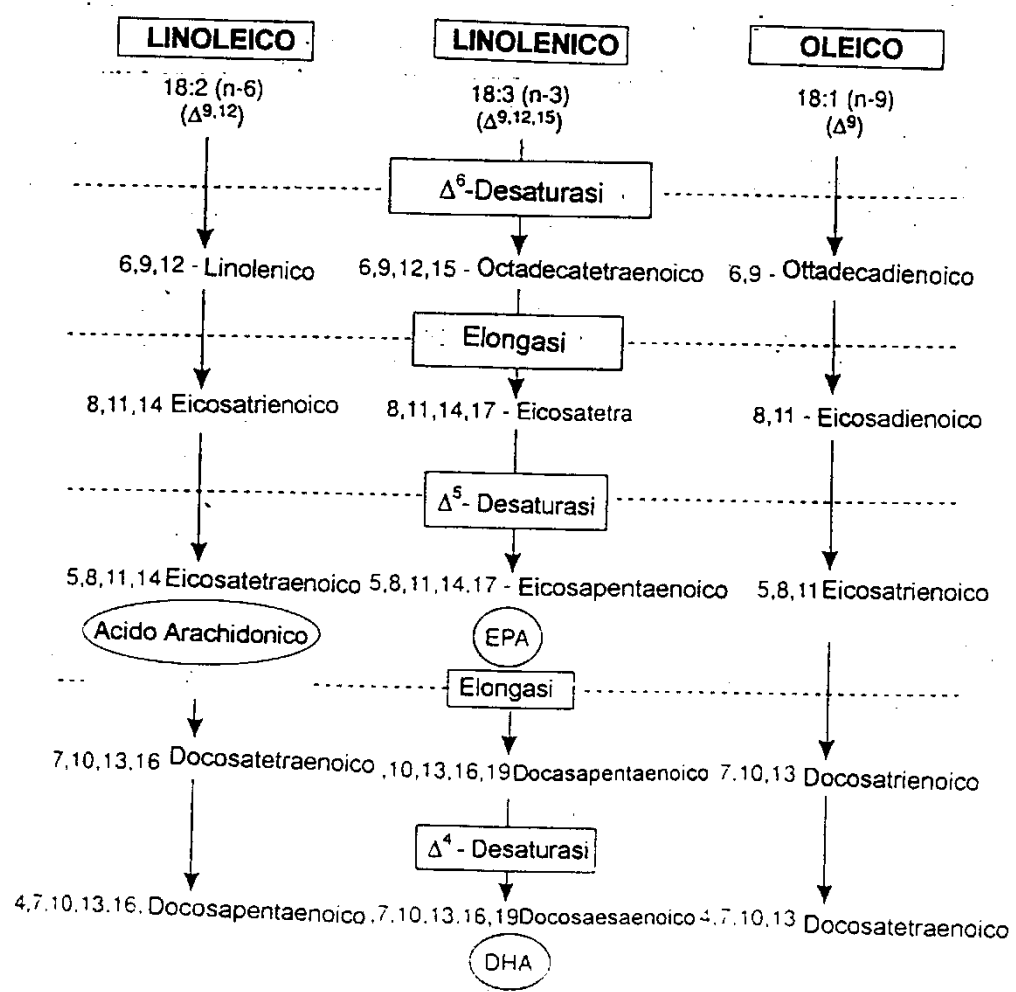 LINOLEICO LINOLENICO OLEICO
18:2 (n-6) 18:3 (n-3) 18:1 (n-9)
(Δ9,12) (Δ9,12,15) (Δ9)
Δ6-Desaturasi
6,9,12 - Linolenico 6,9,12,15 - Octadecatetraenoico 6,9 - Ottadecadienoico
Elongasi
8,11,14 Eicosatrienoico 8,11,14,17 - Eicosatetra 8,11 - Eicosadienoico
Δ5- Desaturasi
5,8,11,14 Eicosatetraenoico 5,8,11,14,17 - Eicosapentaenoico 5,8,11 Eicosatrienoico
Acido Arachidonico EPA
Elongasi
7,10,13,16 Docosatetraenoico ,10,13,16,19 Docasapentaenoico 7.10,13 Docosatrienoico
Δ4 - Desaturasi
4,7.10,13.16. Docosapentaenoico ,7,10,13,16,19 Docosaesaenoico 4,7,10,13 Docosatetraenoico
DHA